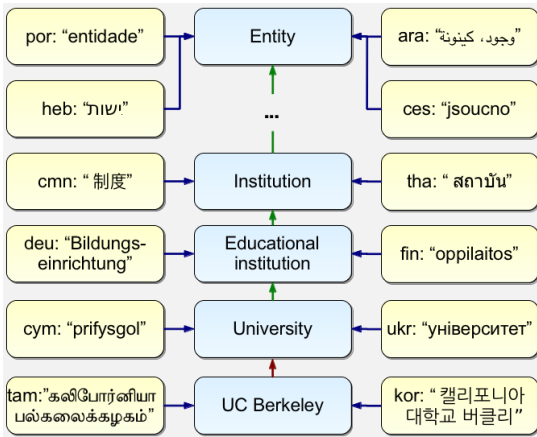 por: “entidade”
Entity
ara: “وجود، كينونة”
heb: “ישות”
...
ces: “jsoucno”
cmn: “ 制度”
Institution
tha: “ สถาบัน”
deu: “Bildungs-
einrichtung”
Educational
institution
fin: “oppilaitos”
cym: “prifysgol”
University
ukr: “університет”
tam:”கலிபோர்னியா
பல்கலைக்கழகம்”
UC Berkeley
kor: “ 캘리포니아
대학교 버클리”